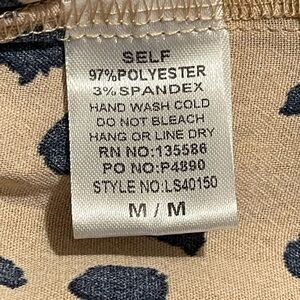 SELF
97%POLYESTER
3%SPANDEX
HAND WASH COLD
DO NOT BLEACH
HANG OR LINE DRY
RN NO:135586
PO NO:P4890
STYLE NO:LS40150
M / M